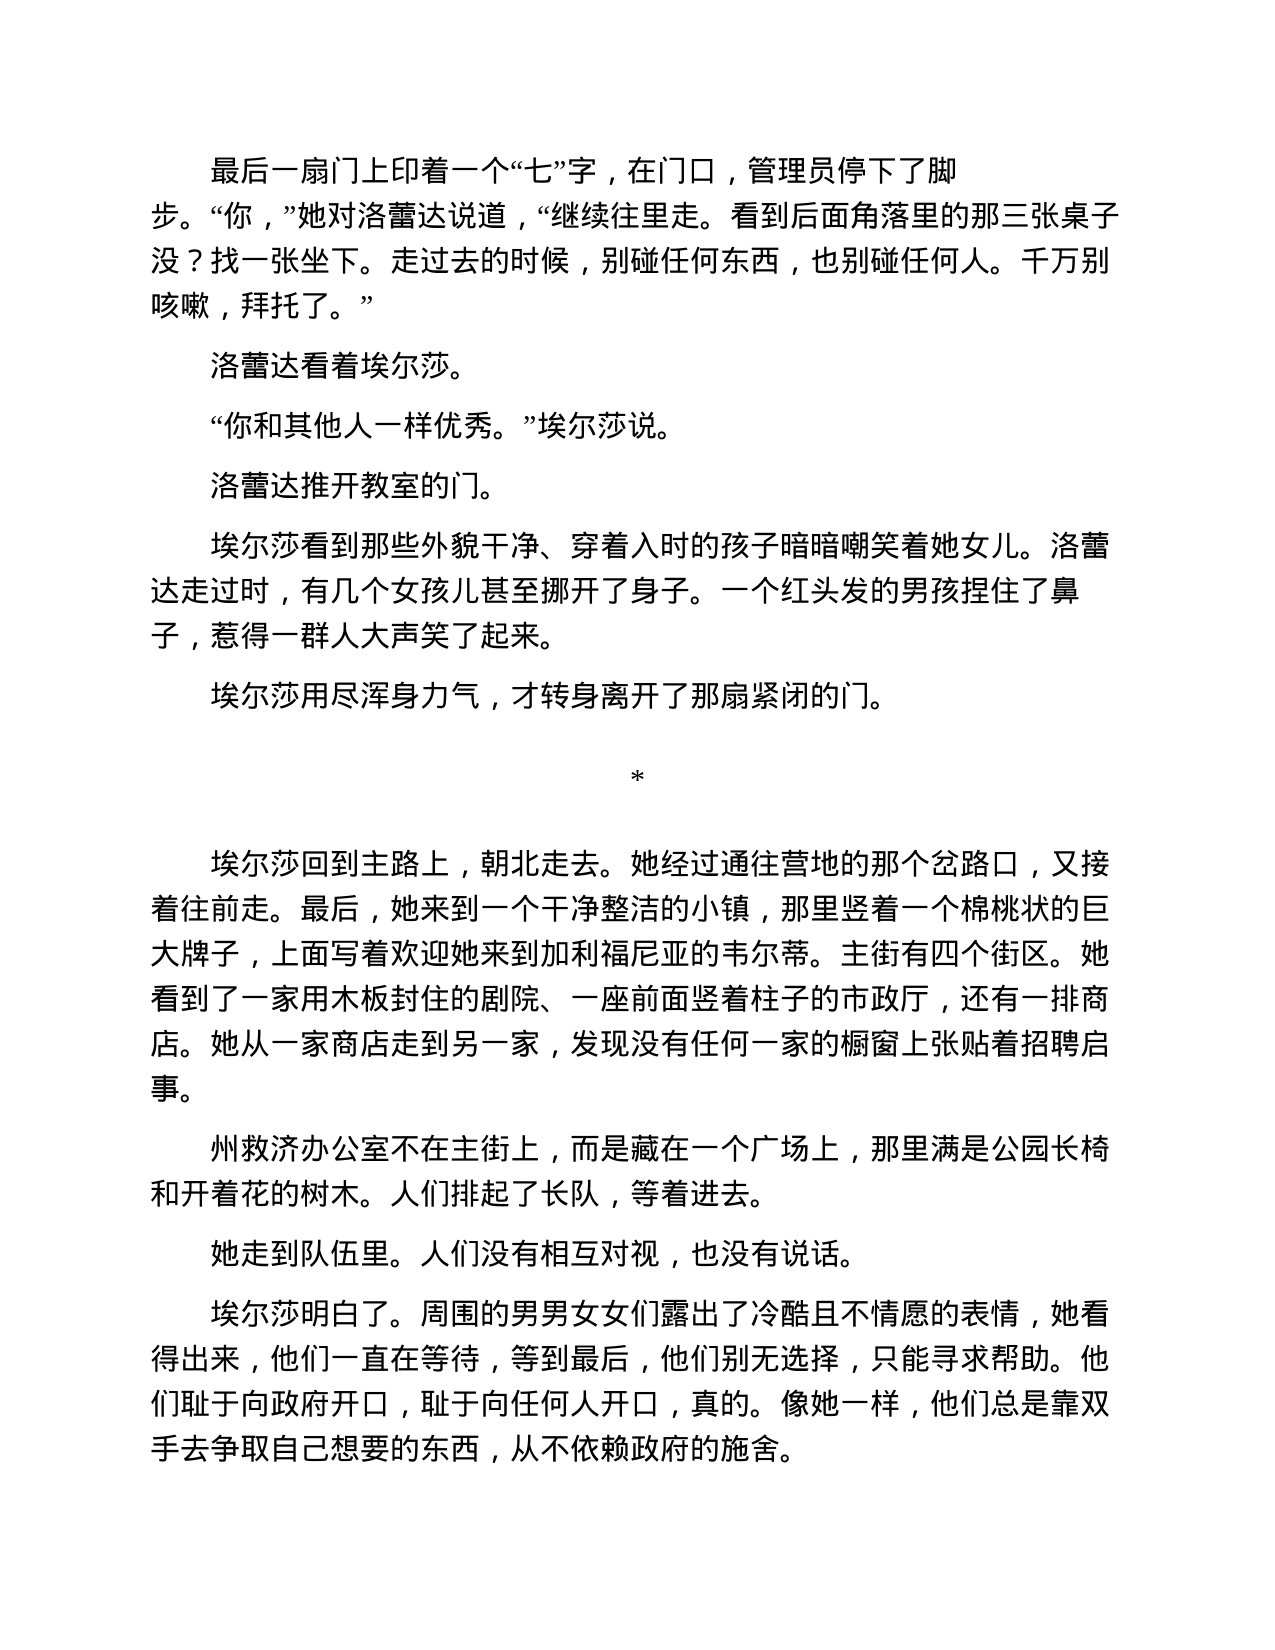 最后一扇门上印着一个“七”字，在门口，管理员停下了脚
步。“你，”她对洛蕾达说道，“继续往里走。看到后面角落里的那三张桌子
没？找一张坐下。走过去的时候，别碰任何东西，也别碰任何人。千万别
咳嗽，拜托了。”
洛蕾达看着埃尔莎。
“你和其他人一样优秀。”埃尔莎说。
洛蕾达推开教室的门。
埃尔莎看到那些外貌干净、穿着入时的孩子暗暗嘲笑着她女儿。洛蕾
达走过时，有几个女孩儿甚至挪开了身子。一个红头发的男孩捏住了鼻
子，惹得一群人大声笑了起来。
埃尔莎用尽浑身力气，才转身离开了那扇紧闭的门。
*
埃尔莎回到主路上，朝北走去。她经过通往营地的那个岔路口，又接
着往前走。最后，她来到一个干净整洁的小镇，那里竖着一个棉桃状的巨
大牌子，上面写着欢迎她来到加利福尼亚的韦尔蒂。主街有四个街区。她
看到了一家用木板封住的剧院、一座前面竖着柱子的市政厅，还有一排商
店。她从一家商店走到另一家，发现没有任何一家的橱窗上张贴着招聘启
事。
州救济办公室不在主街上，而是藏在一个广场上，那里满是公园长椅
和开着花的树木。人们排起了长队，等着进去。
她走到队伍里。人们没有相互对视，也没有说话。
埃尔莎明白了。周围的男男女女们露出了冷酷且不情愿的表情，她看
得出来，他们一直在等待，等到最后，他们别无选择，只能寻求帮助。他
们耻于向政府开口，耻于向任何人开口，真的。像她一样，他们总是靠双
手去争取自己想要的东西，从不依赖政府的施舍。